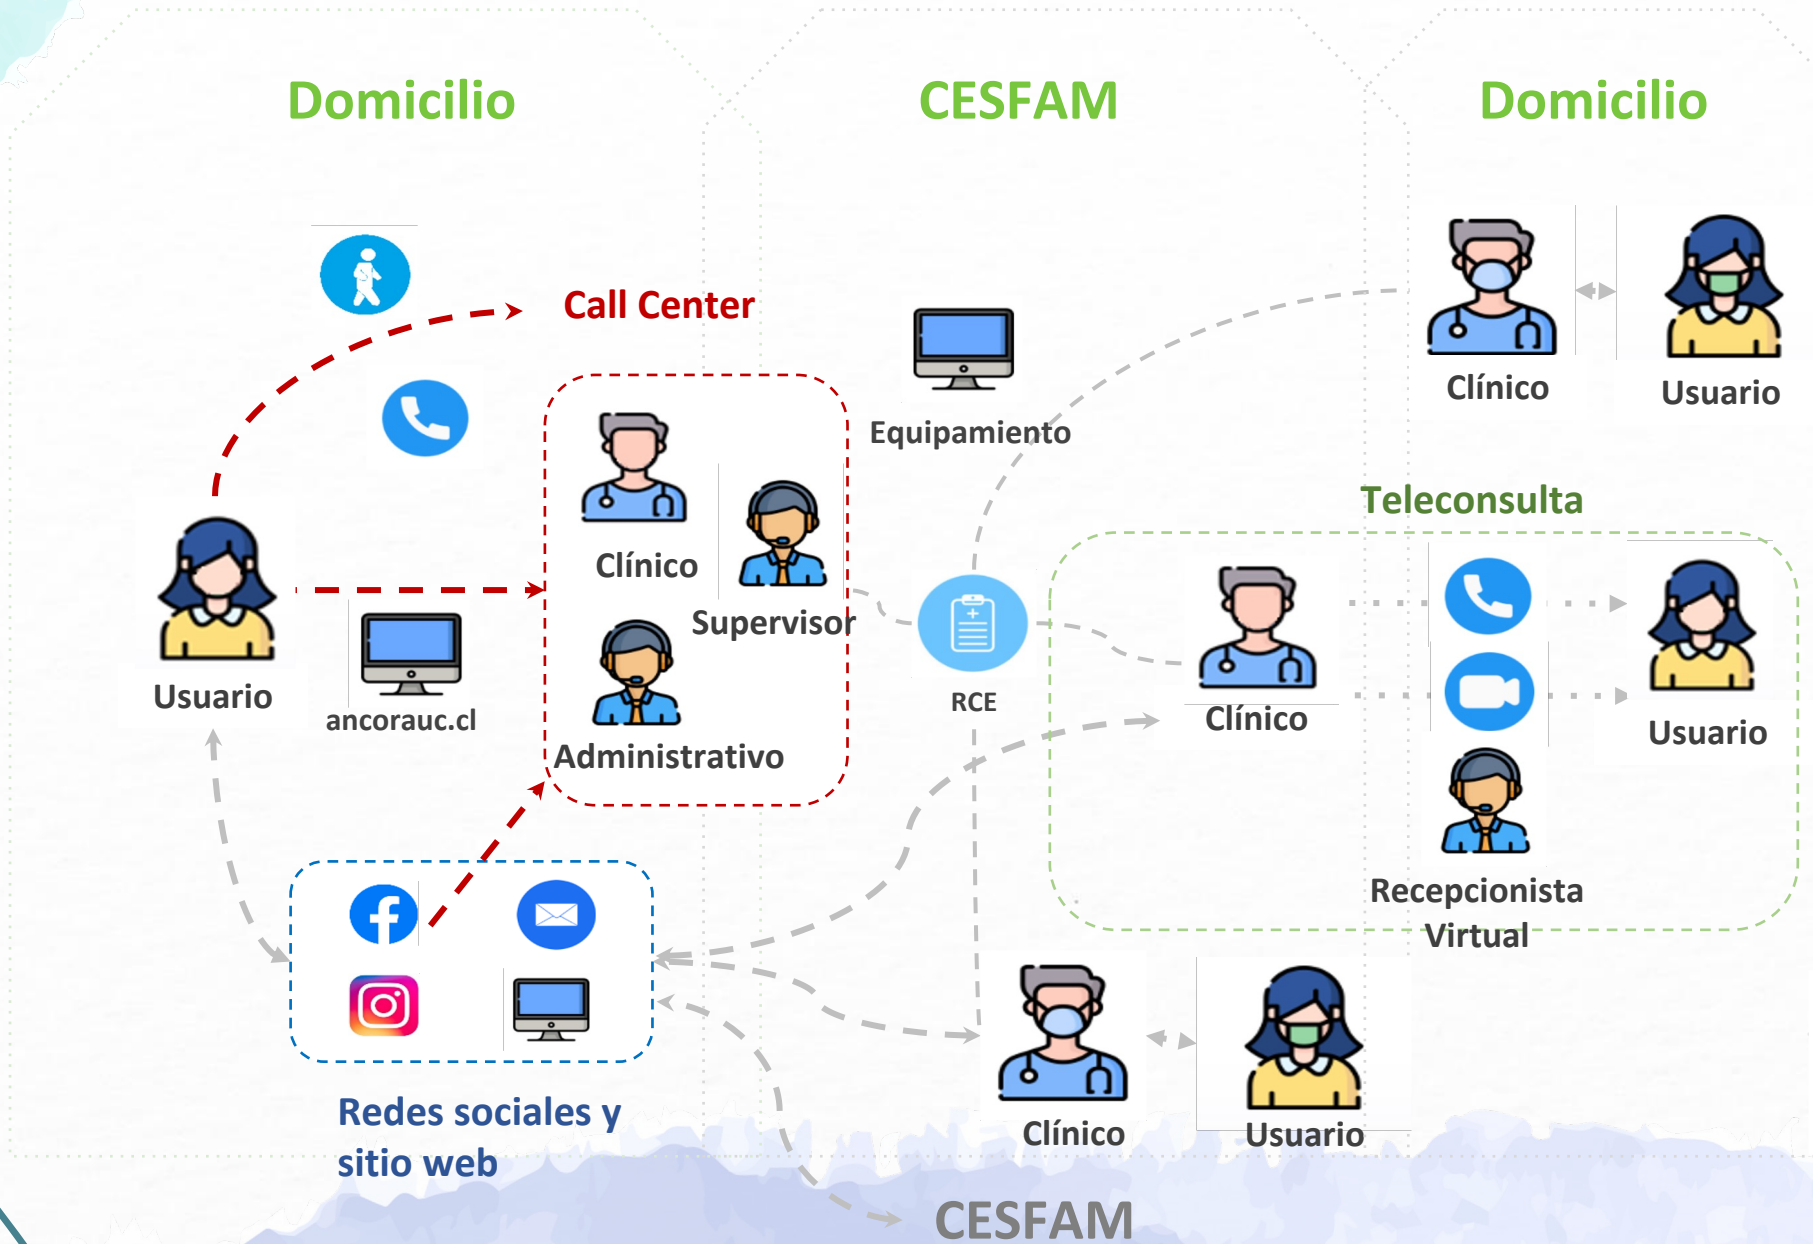 Domicilio
CESFAM
Domicilio
Call Center
Equipamiento
Clínico
Usuario
Teleconsulta
Clínico
Supervisor
Administrativo
Usuario
ancorauc.cl
RCE
Clínico
Usuario
Recepcionista
Virtual
Redes sociales y
sitio web
Clínico
Usuario
CESFAM